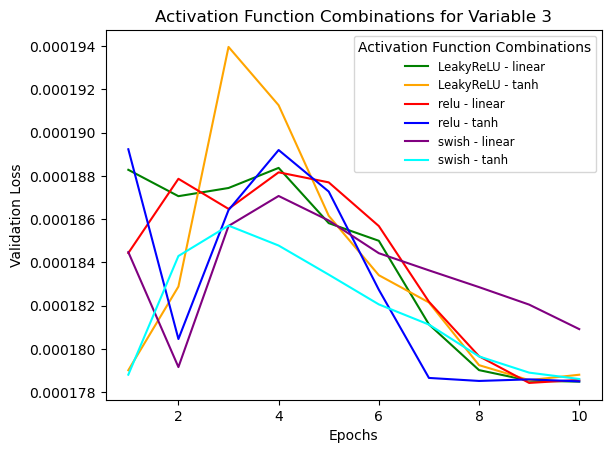 Activation Function Combinations for Variable 3
Validation Loss
0.000194
0.000192
0.000190
0.000188
0.000186
0.000184
0.000182
0.000180
0.000178
Activation Function Combinations
LeakyReLU - linear
LeakyReLU - tanh
relu - linear
relu - tanh
swish - linear
swish - tanh
2 4 6 8 10
Epochs